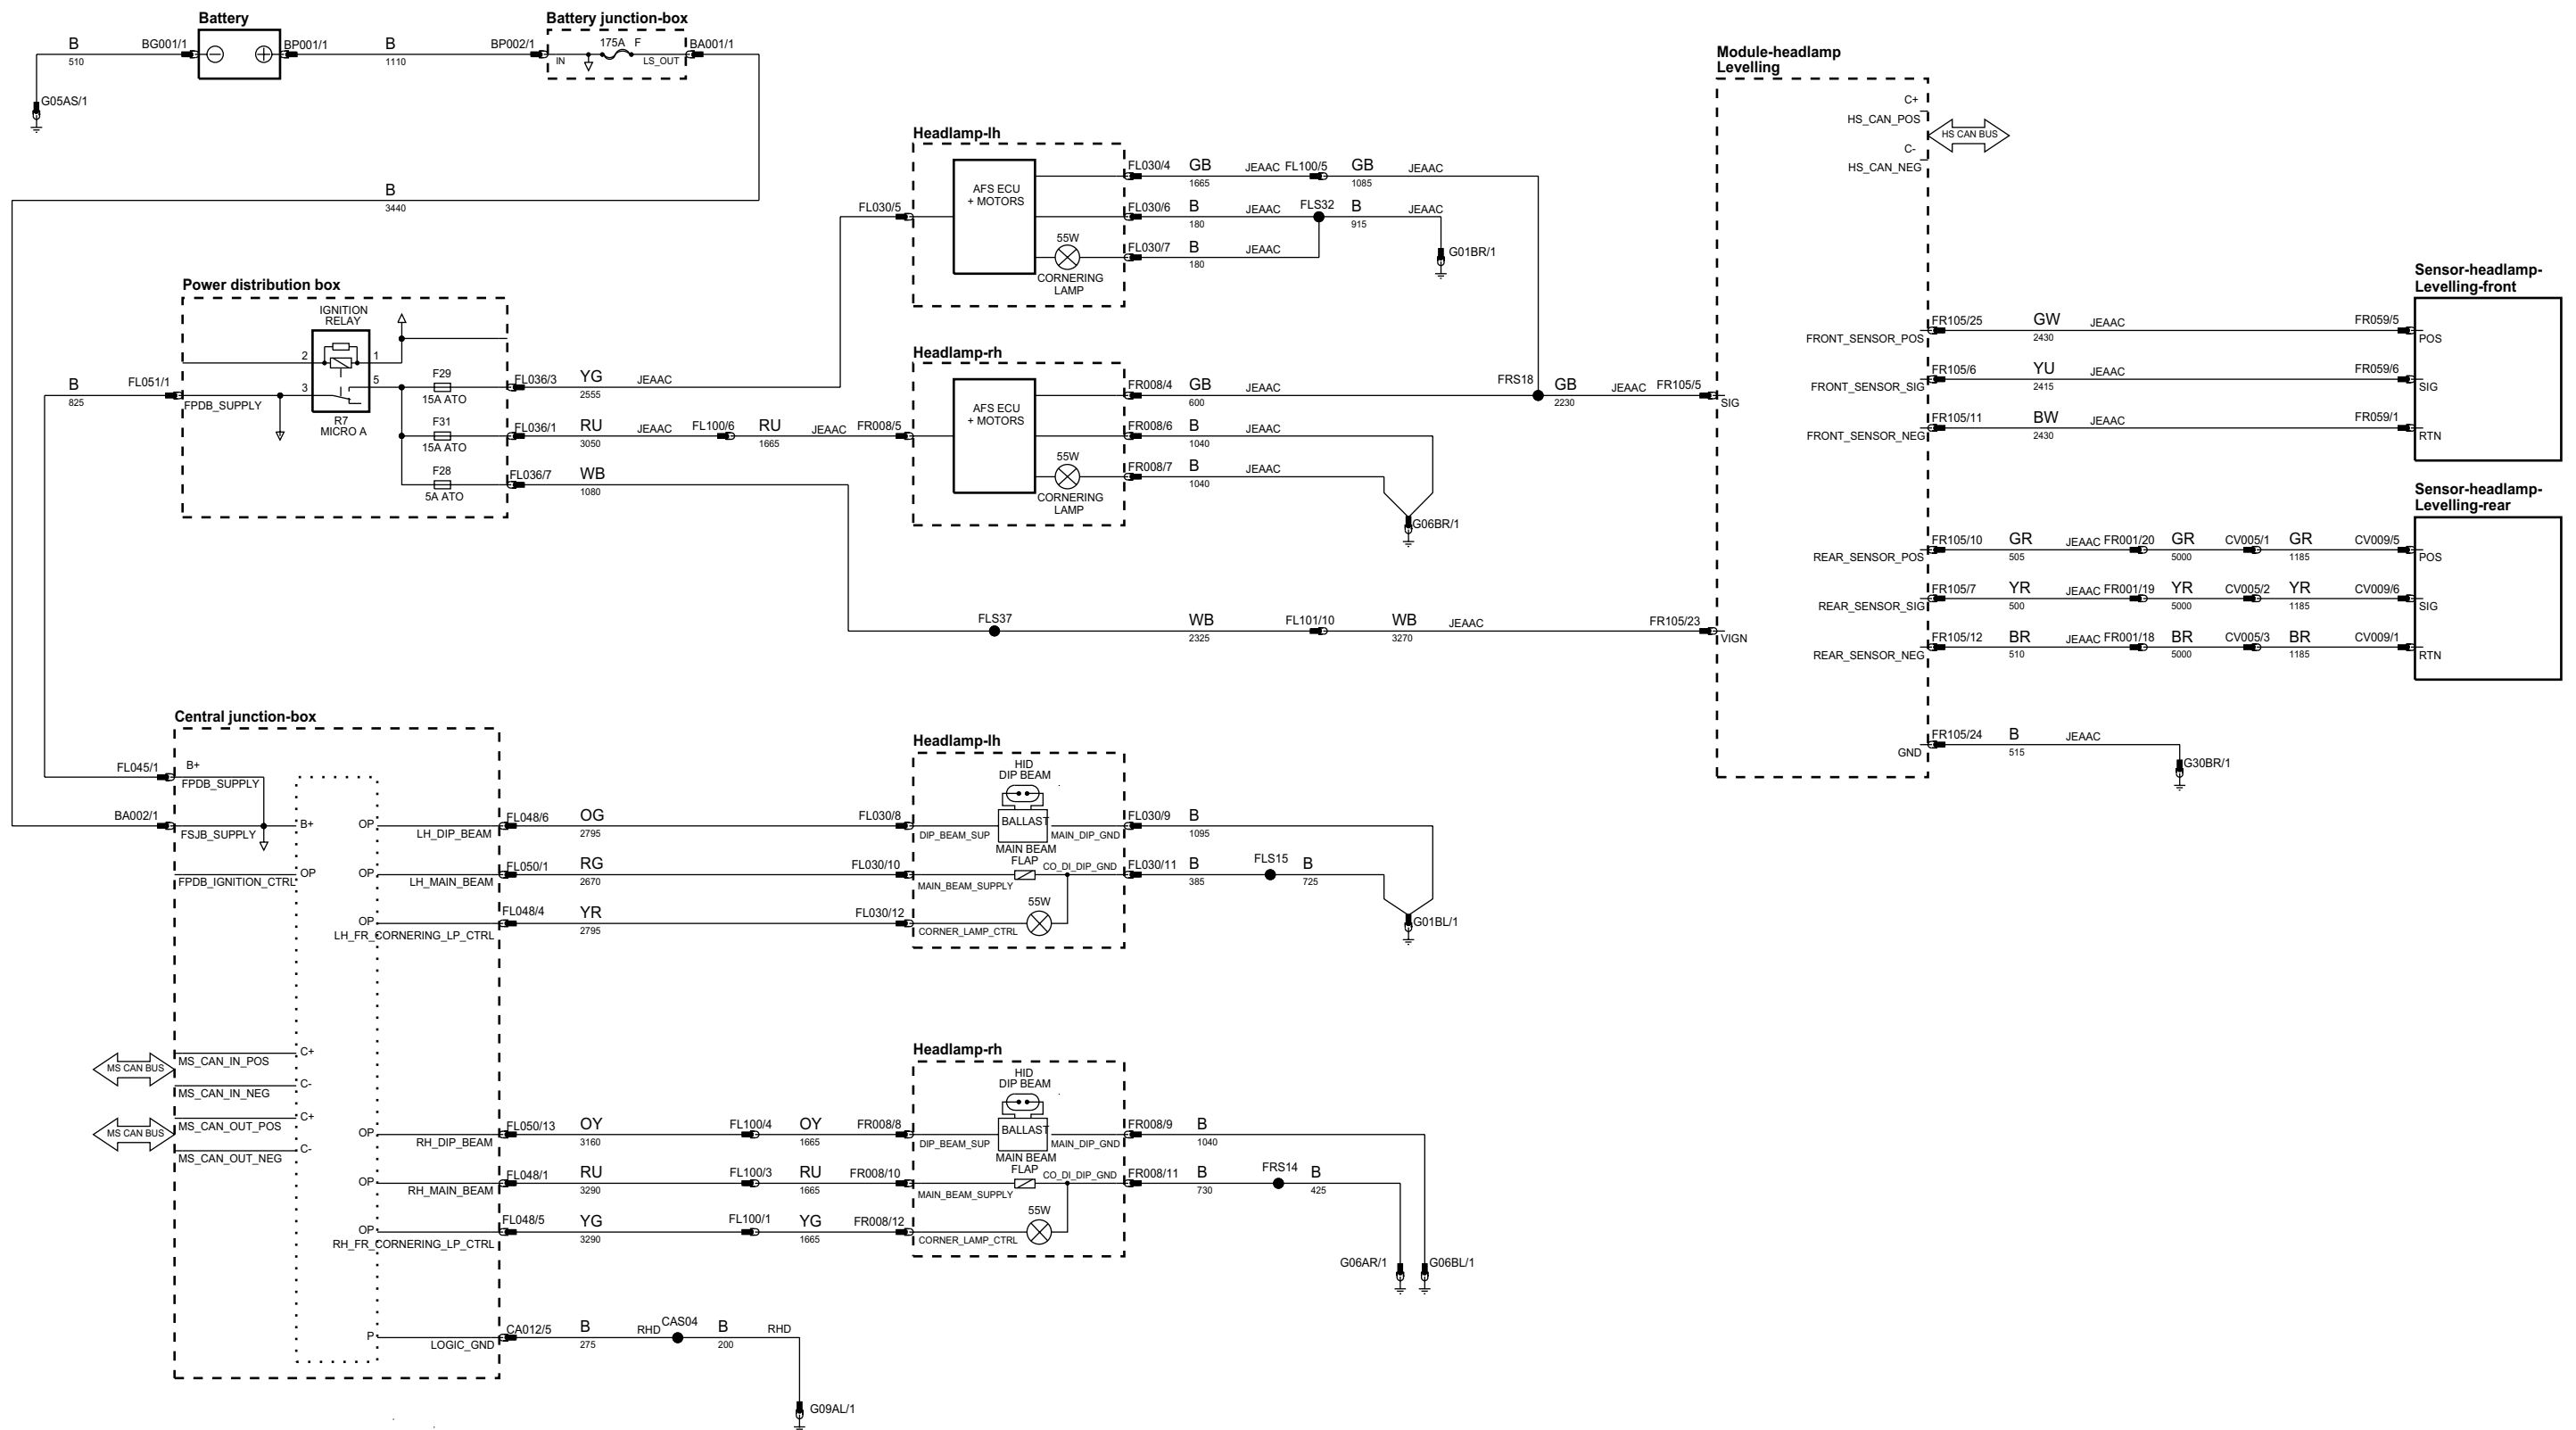 Battery
B
510
BG001/1
BP001/1
B
1110
G05AS/1
Battery junction-box
BP002/1
175A F
IN
LS_OUT
BA001/1
B
3440
Power distribution box
IGNITION
RELAY
2
1
3
5
R7
MICRO A
B
825
FL051/1
FPDB_SUPPLY
F29
15A ATO
FL036/3
YG
2555
JEAAC
F31
15A ATO
FL036/1
RU
3050
JEAAC
FL100/6
RU
1665
JEAAC
FR008/5
F28
5A ATO
FL036/7
WB
1080
Headlamp-lh
FL030/5
AFS ECU
+ MOTORS
55W
CORNERING
LAMP
FL030/4
GB
1665
JEAAC
FL100/5
GB
1085
JEAAC
FL030/6
B
180
JEAAC
FLS32
B
915
JEAAC
FL030/7
B
180
JEAAC
G01BR/1
Headlamp-rh
AFS ECU
+ MOTORS
55W
CORNERING
LAMP
FR008/4
GB
600
JEAAC
FRS18
GB
2230
JEAAC
FR105/5
FR008/6
B
1040
JEAAC
FR008/7
B
1040
JEAAC
G06BR/1
FLS37
WB
2325
FL101/10
WB
3270
JEAAC
FR105/23
Module-headlamp
Levelling
C+
HS_CAN_POS
HS CAN BUS
C-
HS_CAN_NEG
SIG
VIGN
FRONT_SENSOR_POS
FR105/25
GW
2430
JEAAC
FR059/5
FRONT_SENSOR_SIG
FR105/6
YU
2415
JEAAC
FR059/6
FRONT_SENSOR_NEG
FR105/11
BW
2430
JEAAC
FR059/1
Sensor-headlamp-
Levelling-front
POS
SIG
RTN
REAR_SENSOR_POS
FR105/10
GR
505
JEAAC
FR001/20
GR
5000
CV005/1
GR
1185
CV009/5
REAR_SENSOR_SIG
FR105/7
YR
500
JEAAC
FR001/19
YR
5000
CV005/2
YR
1185
CV009/6
REAR_SENSOR_NEG
FR105/12
BR
510
JEAAC
FR001/18
BR
5000
CV005/3
BR
1185
CV009/1
Sensor-headlamp-
Levelling-rear
POS
SIG
RTN
GND
FR105/24
B
515
JEAAC
G30BR/1
Central junction-box
FL045/1
B+
FPDB_SUPPLY
BA002/1
FSJB_SUPPLY
B+
FPDB_IGNITION_CTRL
OP
OP
LH_DIP_BEAM
FL048/6
OG
2795
FL030/8
OP
LH_MAIN_BEAM
FL050/1
RG
2670
FL030/10
OP
LH_FR_CORNERING_LP_CTRL
FL048/4
YR
2795
FL030/12
Headlamp-lh
HID
DIP BEAM
BALLAST
DIP_BEAM_SUP
MAIN_DIP_GND
MAIN BEAM
FLAP
CO_DI_DIP_GND
MAIN_BEAM_SUPPLY
55W
CORNER_LAMP_CTRL
FL030/9
B
1095
FL030/11
B
385
FLS15
B
725
G01BL/1
MS CAN BUS
MS_CAN_IN_POS
C+
MS_CAN_IN_NEG
C-
MS CAN BUS
MS_CAN_OUT_POS
C+
MS_CAN_OUT_NEG
C-
OP
RH_DIP_BEAM
FL050/13
OY
3160
FL100/4
OY
1665
FR008/8
OP
RH_MAIN_BEAM
FL048/1
RU
3290
FL100/3
RU
1665
FR008/10
OP
RH_FR_CORNERING_LP_CTRL
FL048/5
YG
3290
FL100/1
YG
1665
FR008/12
Headlamp-rh
HID
DIP BEAM
BALLAST
DIP_BEAM_SUP
MAIN_DIP_GND
MAIN BEAM
FLAP
CO_DI_DIP_GND
MAIN_BEAM_SUPPLY
55W
CORNER_LAMP_CTRL
FR008/9
B
1040
FR008/11
B
730
FRS14
B
425
G06AR/1
G06BL/1
P
LOGIC_GND
CA012/5
B
275
RHD
CAS04
B
200
RHD
G09AL/1